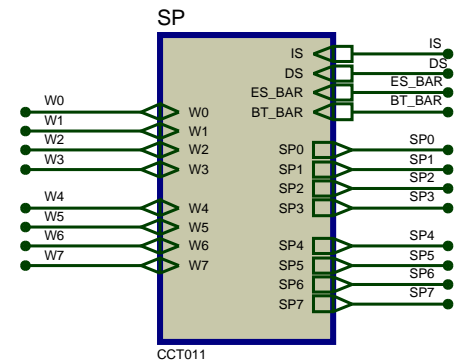 SP
IS IS
DS DS
ES_BAR ES_BAR
BT_BAR BT_BAR
W0 W0
W1 W1
W2 W2
W3 W3
W4 W4
W5 W5
W6 W6
W7 W7
SP0 SP0
SP1 SP1
SP2 SP2
SP3 SP3
SP4 SP4
SP5 SP5
SP6 SP6
SP7 SP7
CCT011